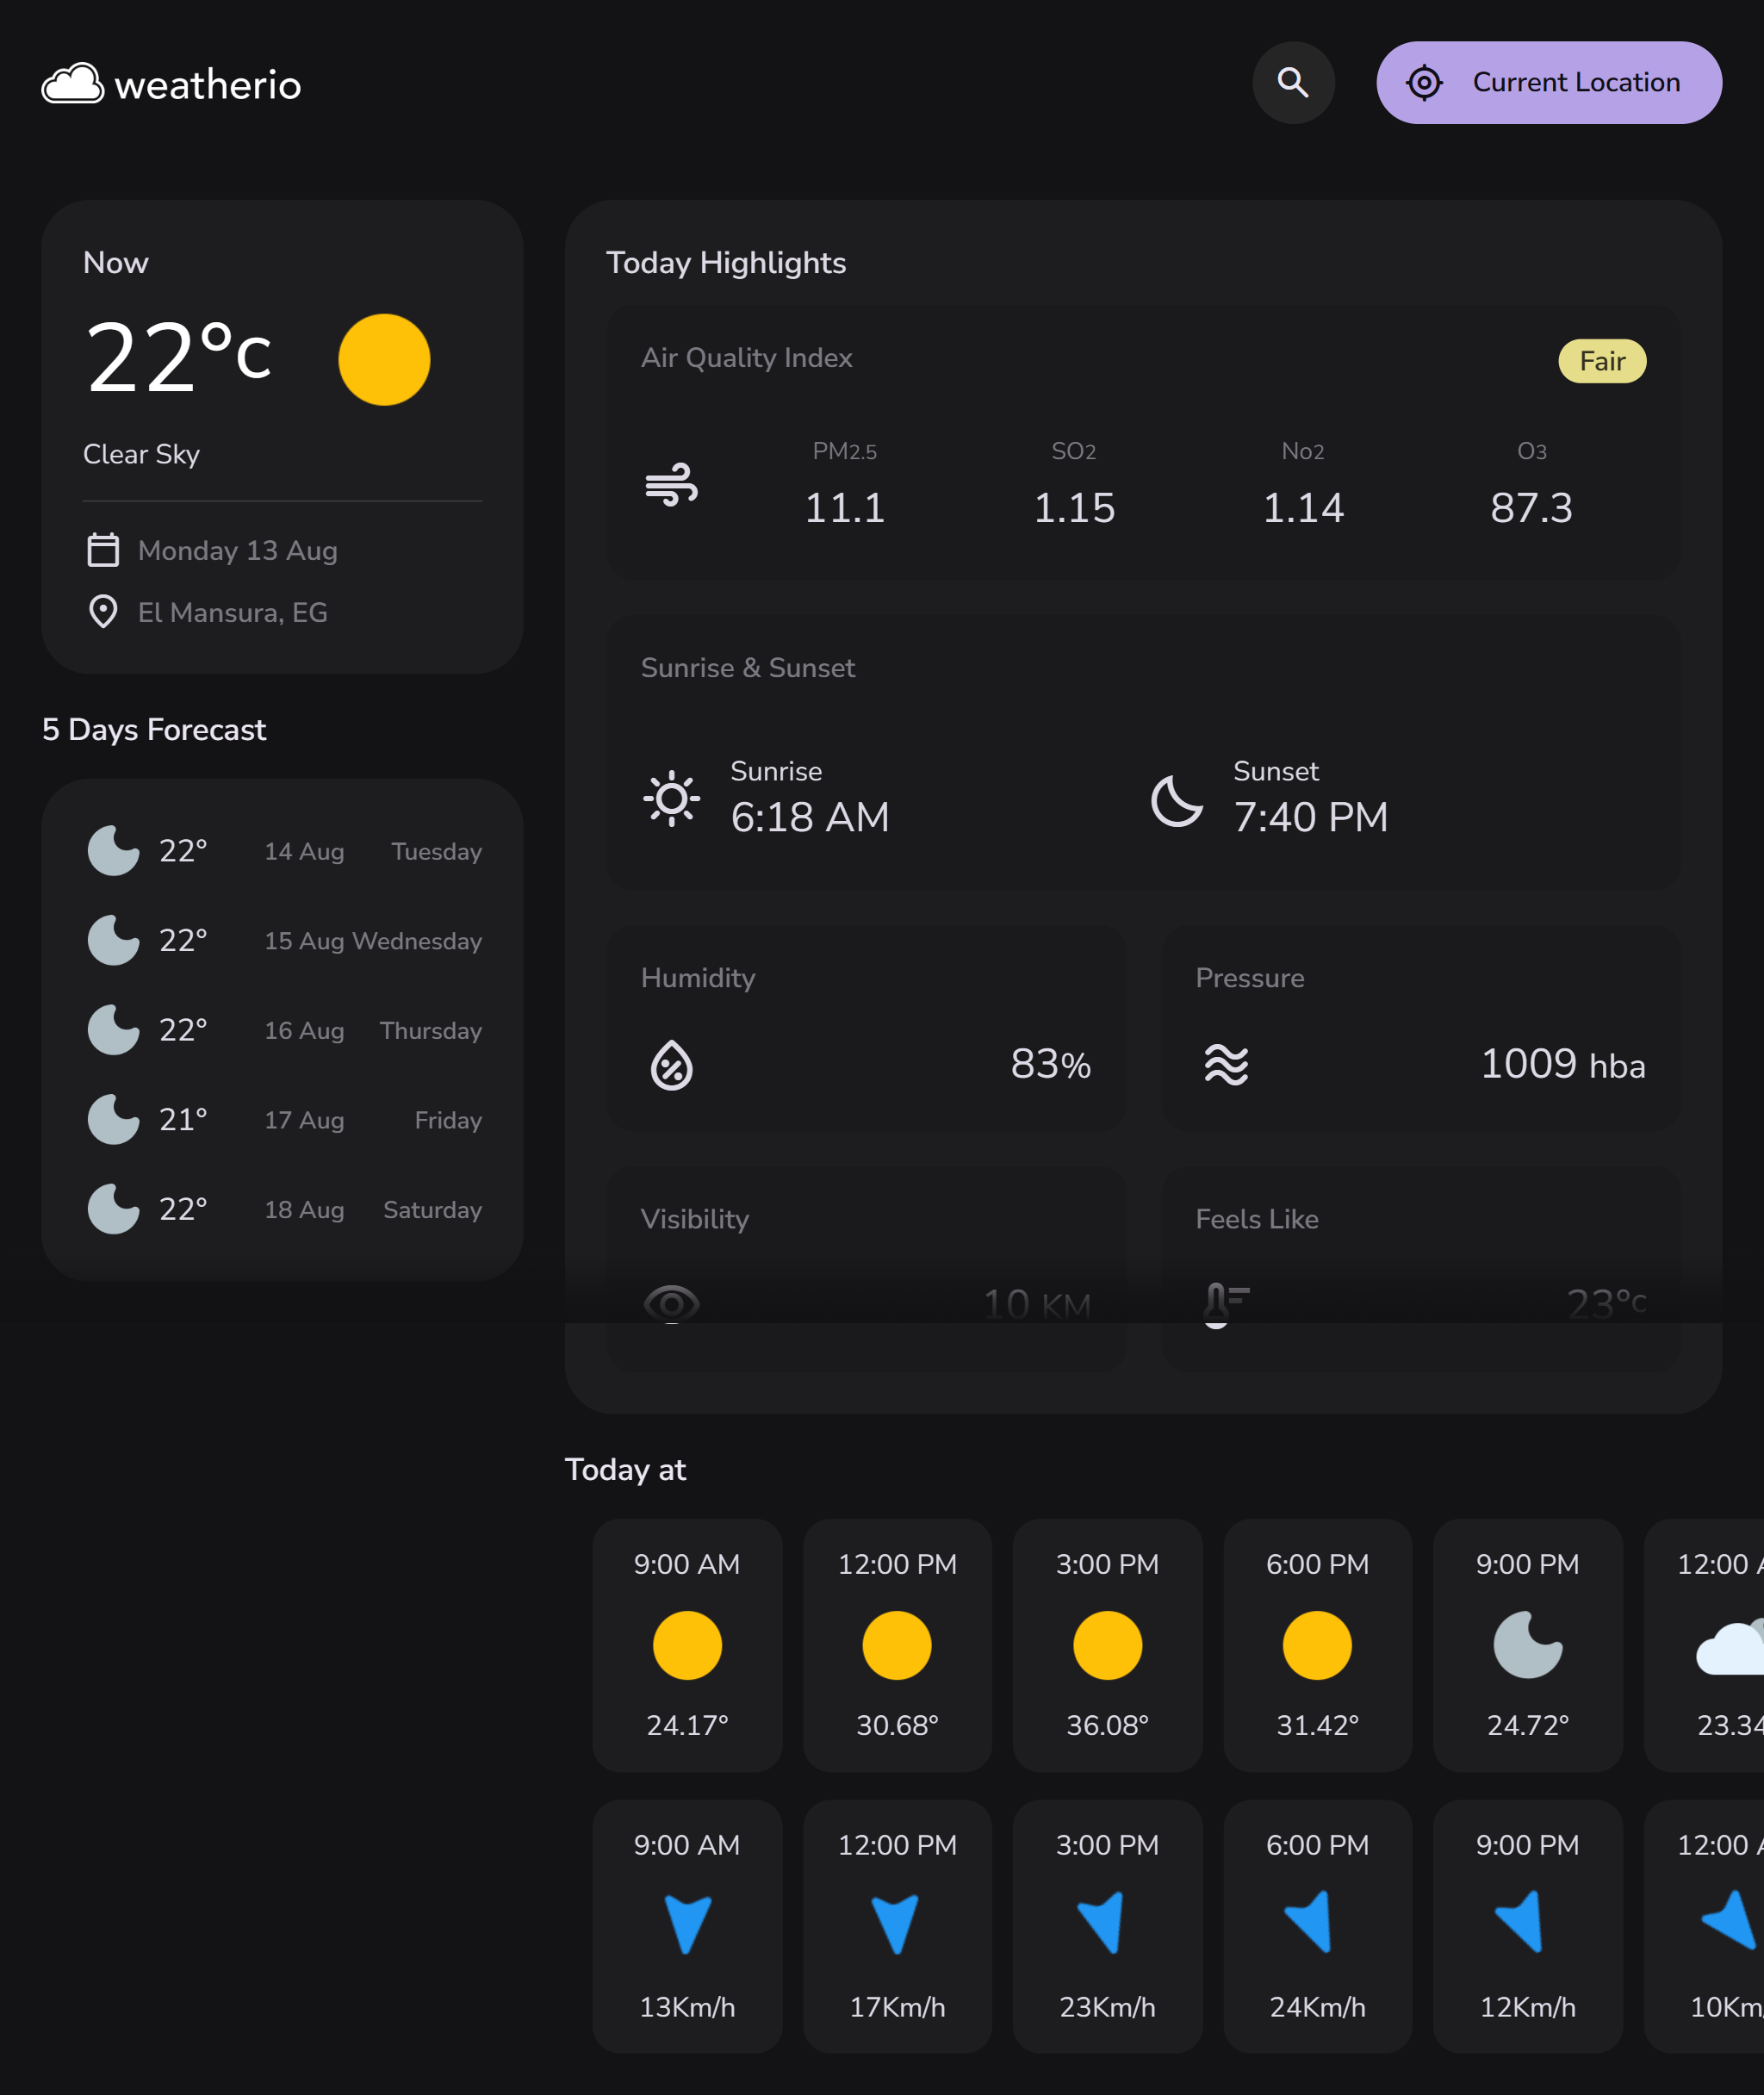 weatherio
Current Location
Now
22°c
Clear Sky
Monday 13 Aug
El Mansura, EG
5 Days Forecast
22° 14 Aug Tuesday
22° 15 Aug Wednesday
22° 16 Aug Thursday
21° 17 Aug Friday
22° 18 Aug Saturday
Today Highlights
Air Quality Index
Fair
PM2.5 SO2 No2 O3
11.1 1.15 1.14 87.3
Sunrise & Sunset
Sunrise
6:18 AM
Sunset
7:40 PM
Humidity
83%
Pressure
1009 hba
Visibility
10 KM
Feels Like
23°c
Today at
9:00 AM 12:00 PM 3:00 PM 6:00 PM 9:00 PM 12:00
24.17° 30.68° 36.08° 31.42° 24.72° 23.34
9:00 AM 12:00 PM 3:00 PM 6:00 PM 9:00 PM 12:00
13Km/h 17Km/h 23Km/h 24Km/h 12Km/h 10Km